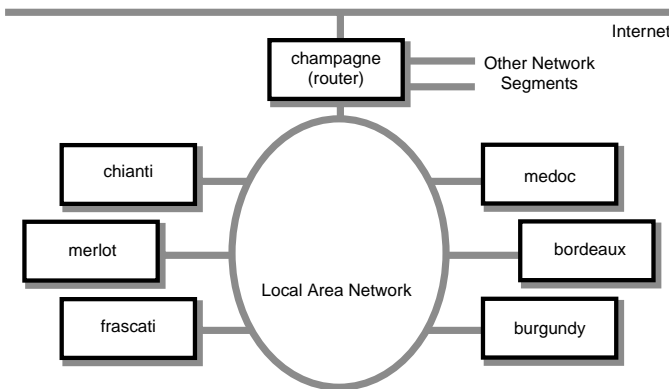 Internet
champagne
(router)
Other Network
Segments
chianti
medoc
merlot
bordeaux
Local Area Network
frascati
burgundy